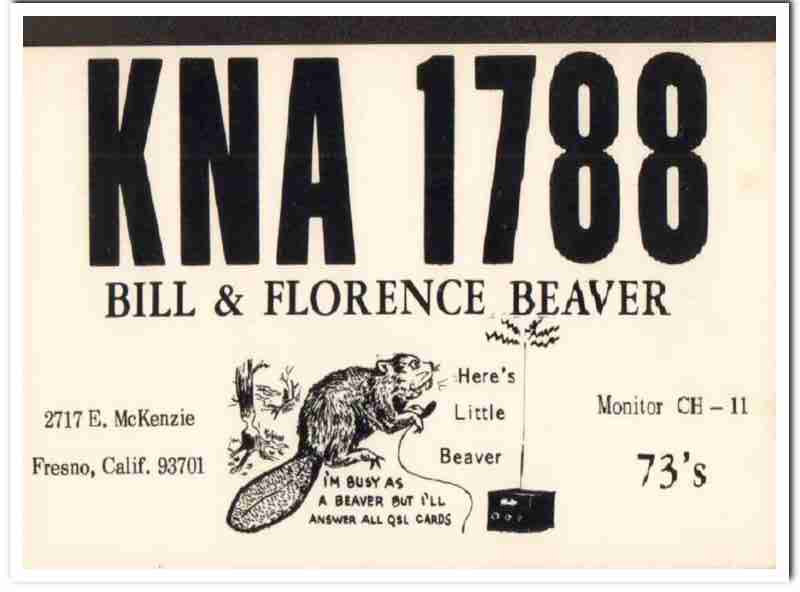 KNA 1788
BILL & FLORENCE BEAVER
2717 E. McKenzie
Fresno, Calif. 93701
Here's
Little
Beaver
I'M BUSY AS
A BEAVER BUT I'LL
ANSWER ALL QSL CARDS
Monitor CH - 11
73's